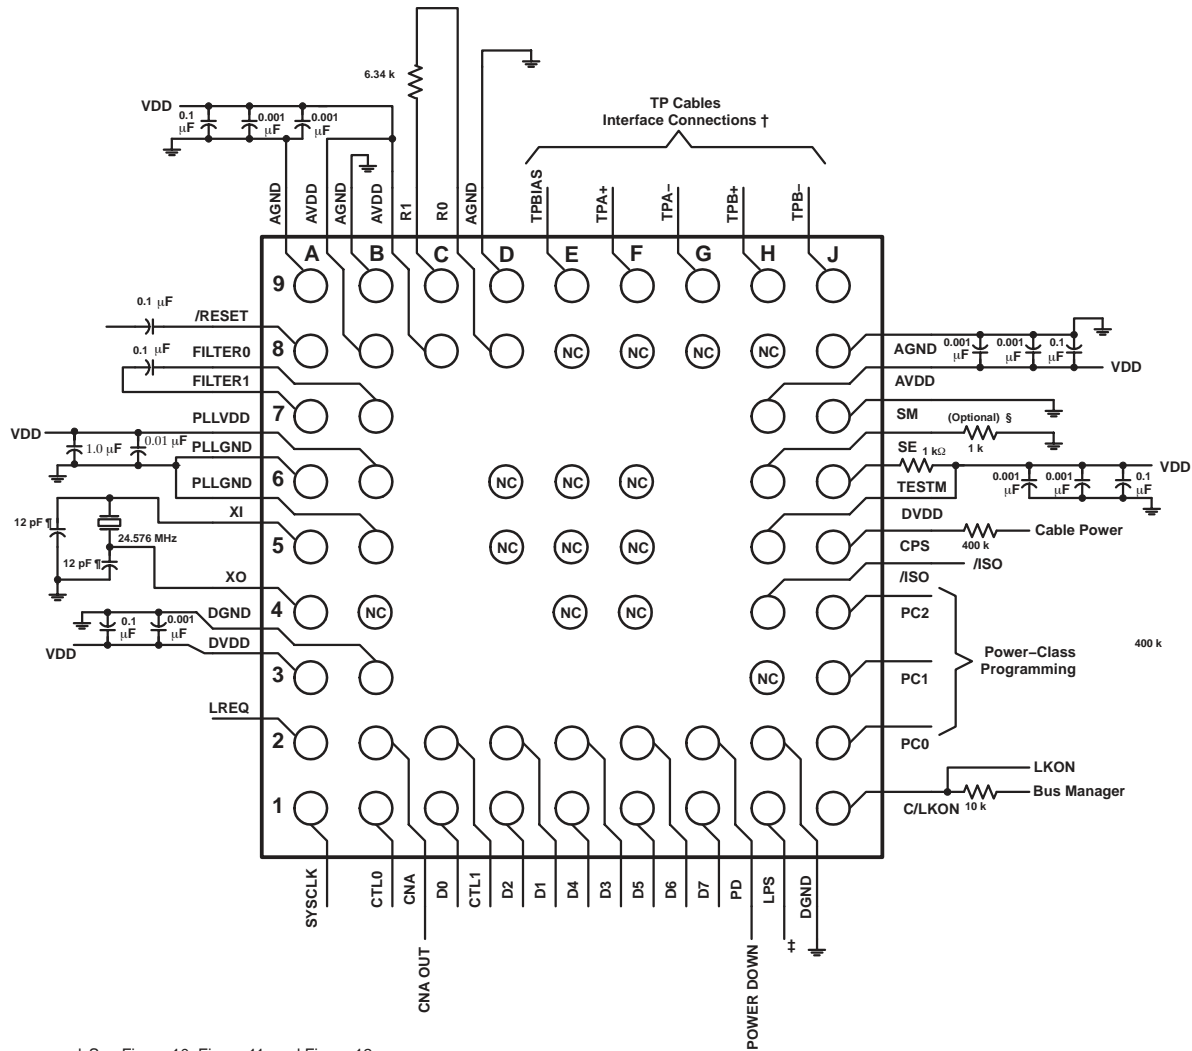 6.34 k
VDD
0.1 µF
0.001 µF
0.001 µF
TP Cables
Interface Connections †
AGND
AVDD
AGND
AVDD
R1
R0
AGND
TPBIAS
TPA+
TPA−
TPB+
TPB−
A B C D E F G H J
9
0.1 µF
/RESET
8
NC NC NC NC
AGND
0.001 µF
0.001 µF
0.1 µF
VDD
0.1 µF
FILTER0
FILTER1
7
AVDD
SM
(Optional) §
1 k
PLLVDD
VDD
1.0 µF
0.01 µF
PLLGND
PLLGND
6
NC NC NC
SE
1 kΩ
TESTM
VDD
0.001 µF
0.001 µF
0.1 µF
XI
12 pF ¶
24.576 MHz
12 pF ¶
5
NC NC NC
DVDD
CPS
400 k
Cable Power
XO
/ISO
/ISO
4
NC
NC NC
PC2
DGND
0.1 µF
0.001 µF
DVDD
VDD
3
NC
PC1
Power−Class
Programming
400 k
LREQ
2
PC0
1
LKON
C/LKON
10 k
Bus Manager
SYSCLK
CTL0
CNA
D0
CTL1
D2
D1
D4
D3
D5
D6
D7
PD
LPS
DGND
CNA OUT
POWER DOWN
‡